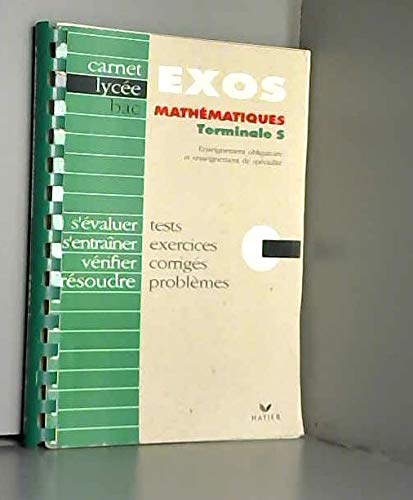 carnet
lycée
bac
EXOS
MATHÉMATIQUES
Terminale S
Enseignement obligatoire
et enseignement de spécialité
s'évaluer tests
s'entraîner exercices
vérifier corrigés
résoudre problèmes
HATIER